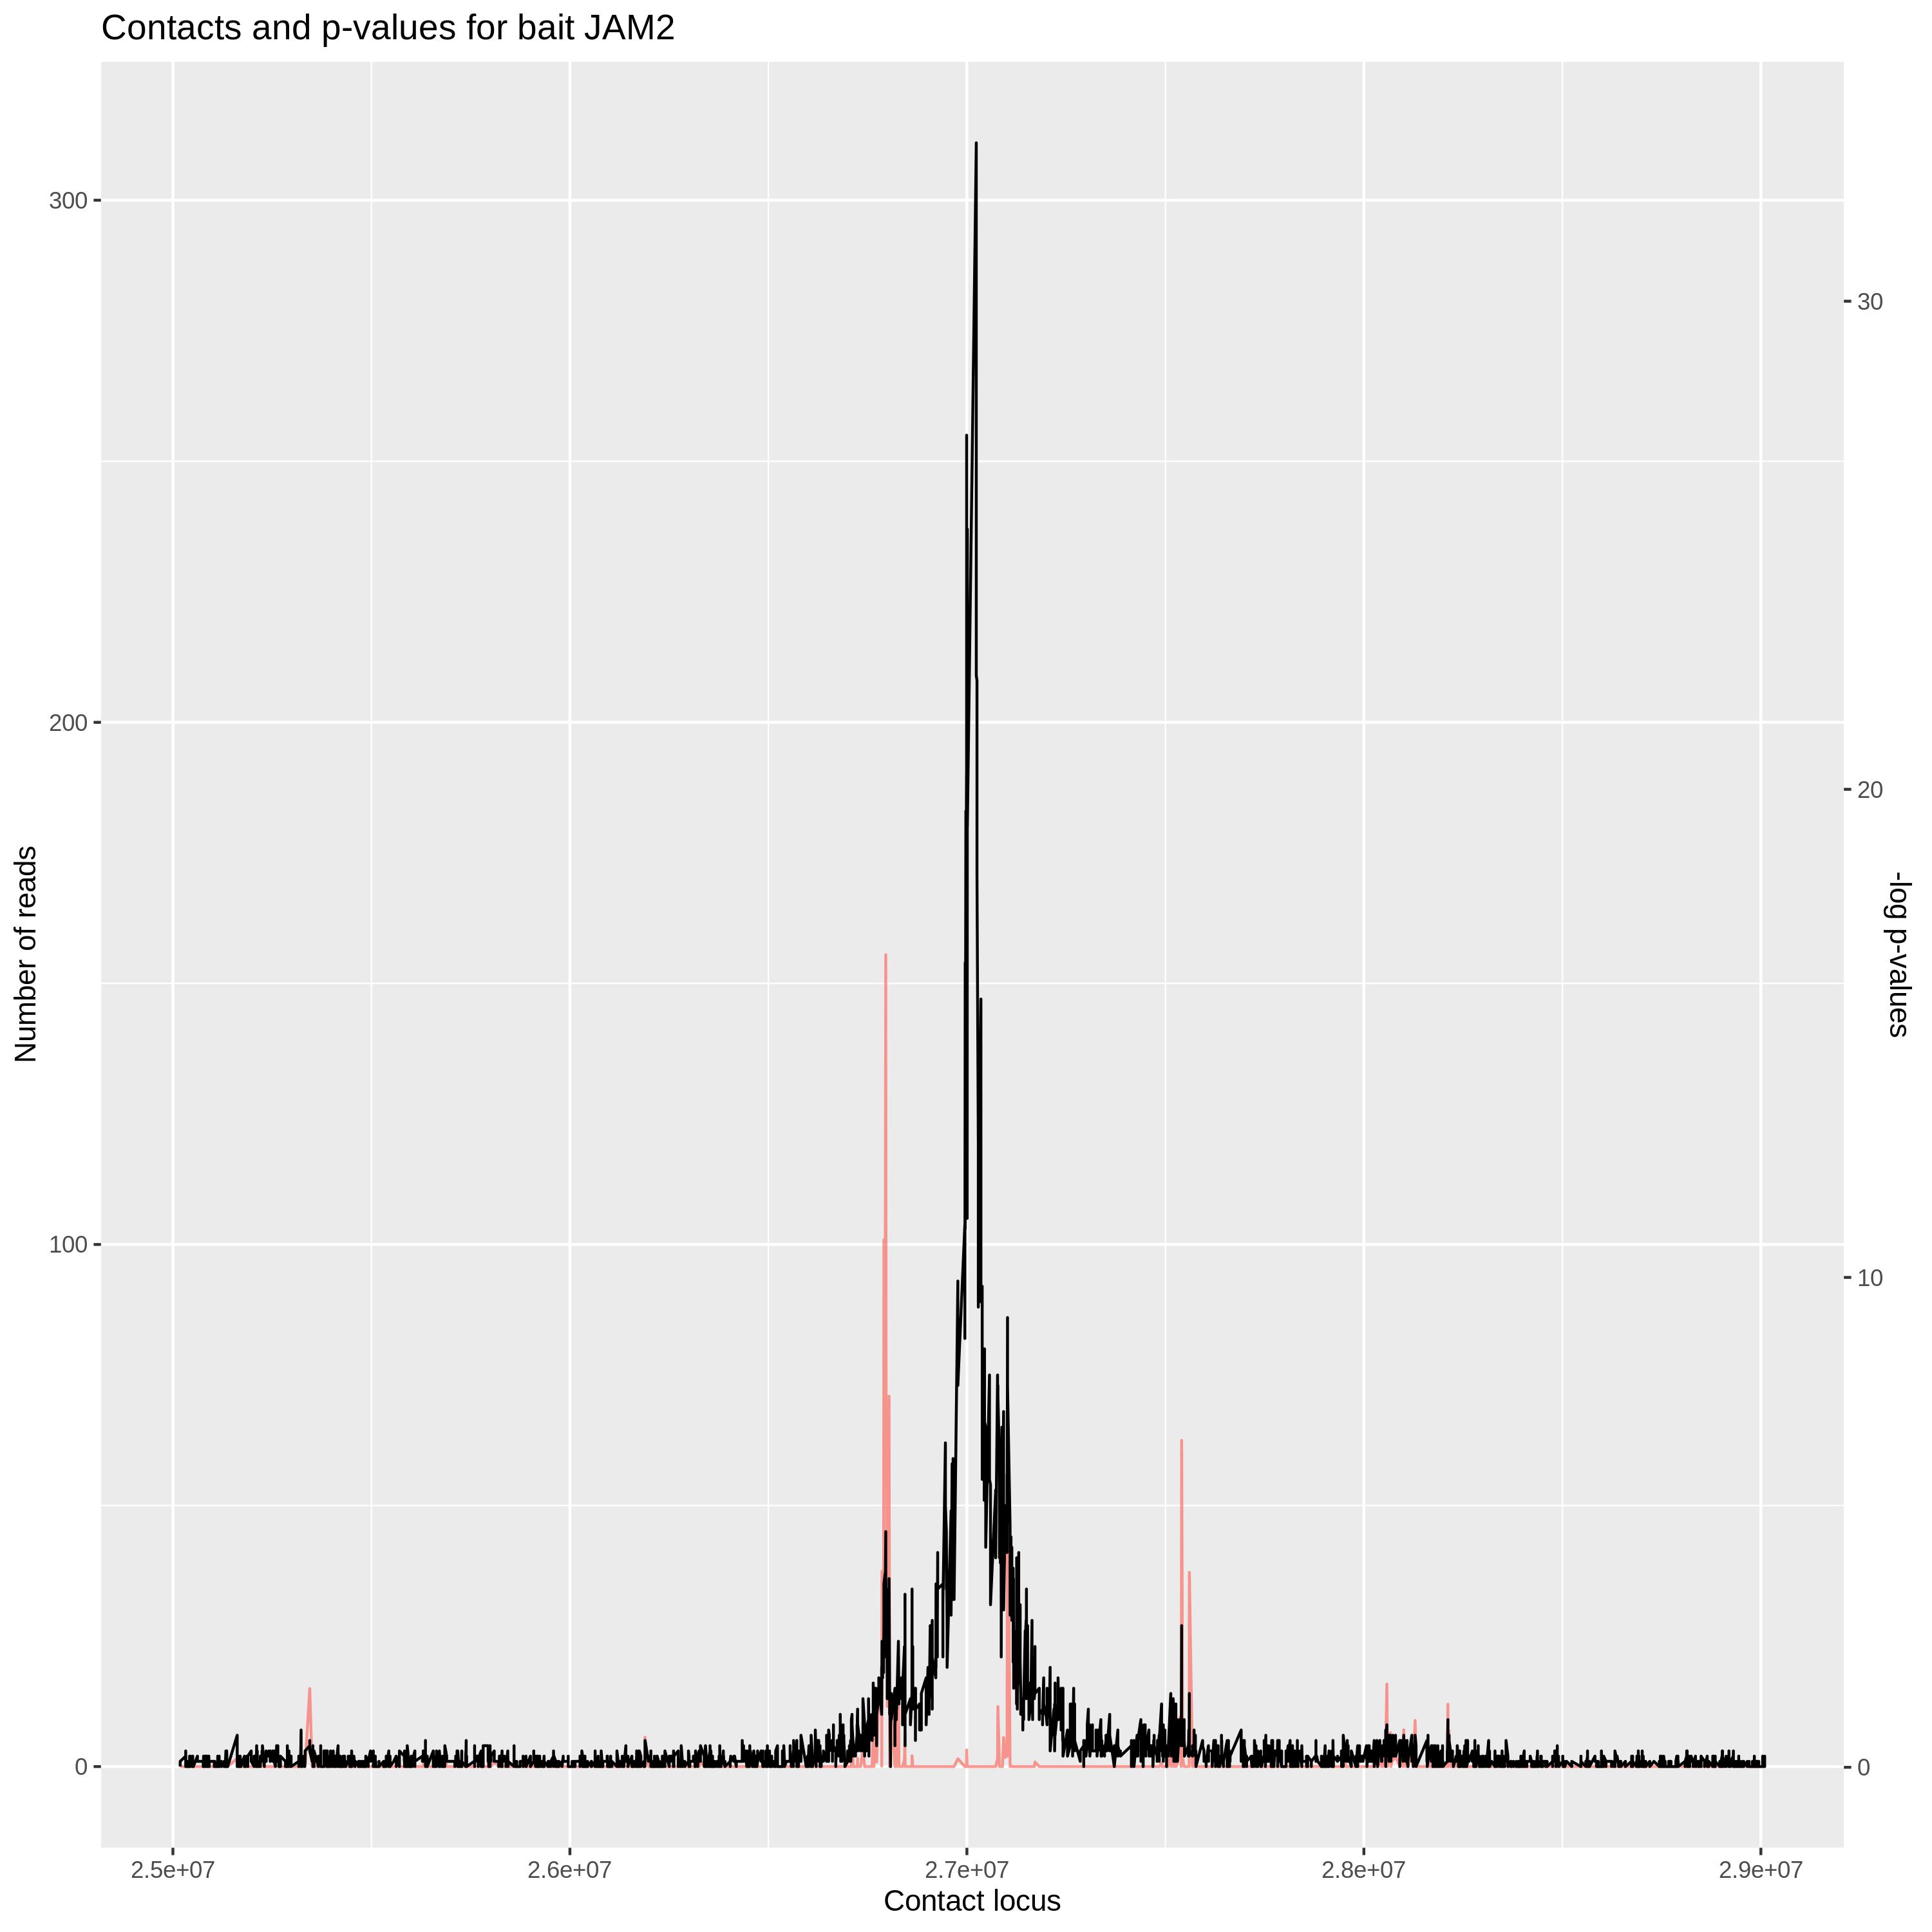 Contacts and p-values for bait JAM2
300
200
100
0
Number of reads
30
20
10
0
-log p-values
2.5e+07 2.6e+07 2.7e+07 2.8e+07 2.9e+07
Contact locus